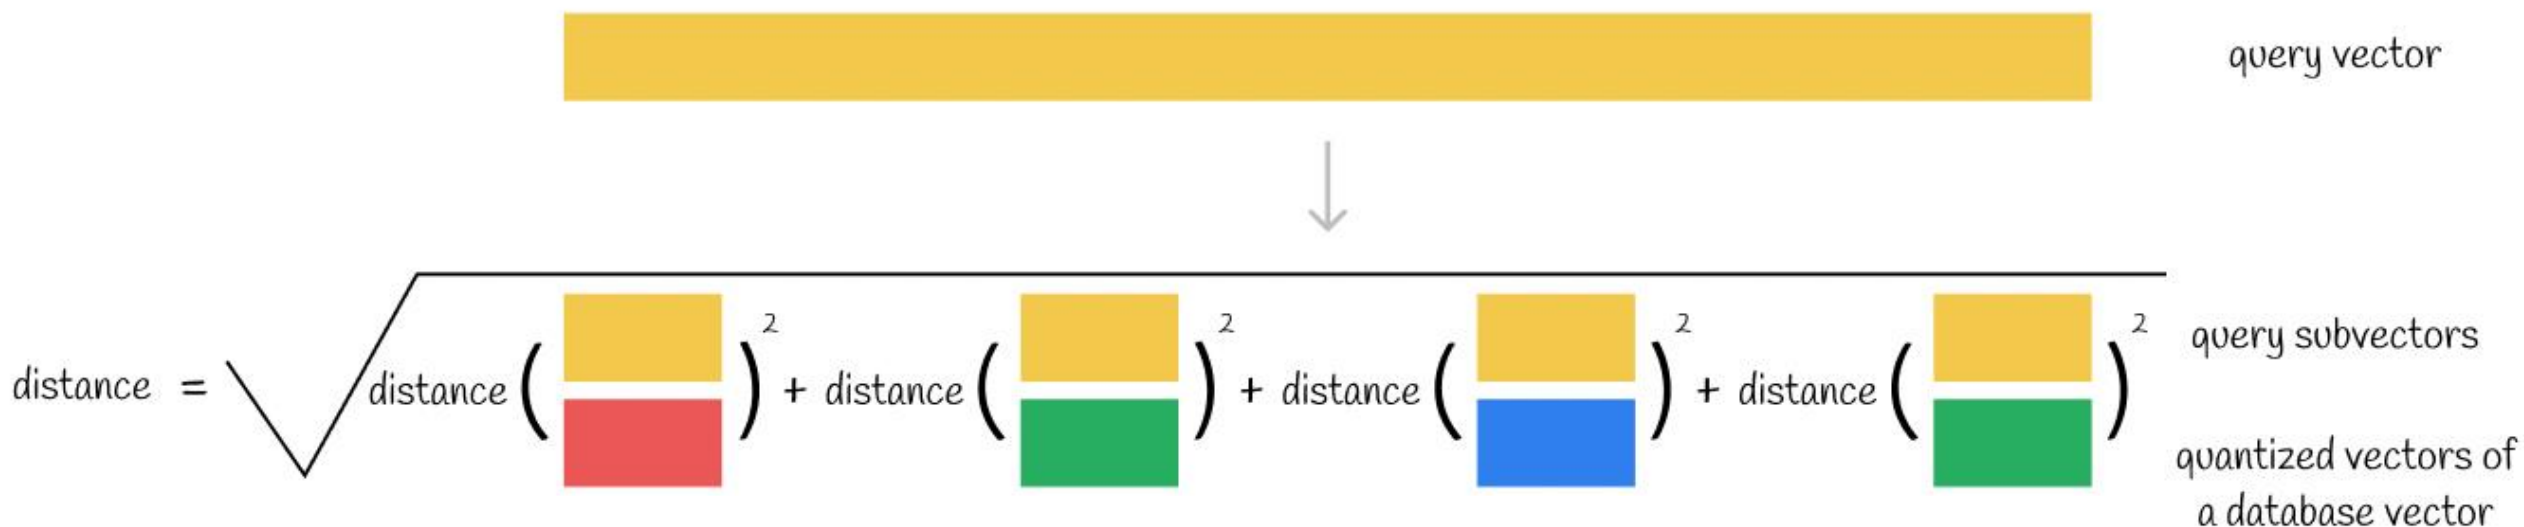 query vector
distance = √ distance ( )² + distance ( )² + distance ( )² + distance ( )²
query subvectors
quantized vectors of
a database vector